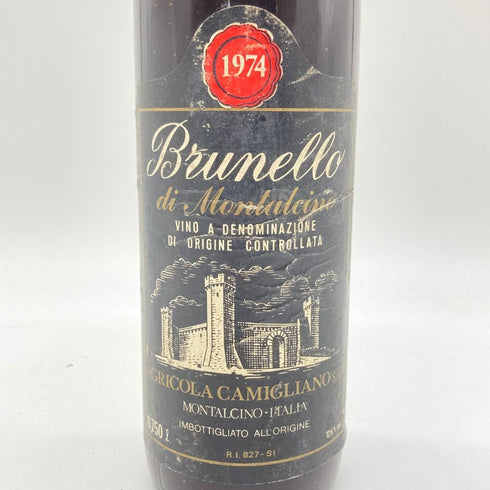 1974
Brunello
di Montalcino
VINO A DENOMINAZIONE
DI ORIGINE CONTROLLATA
AGRICOLA CAMIGLIANO
MONTALCINO-ITALIA
0,750 l
IMBOTTIGLIATO ALL'ORIGINE
R.I. 827-SI